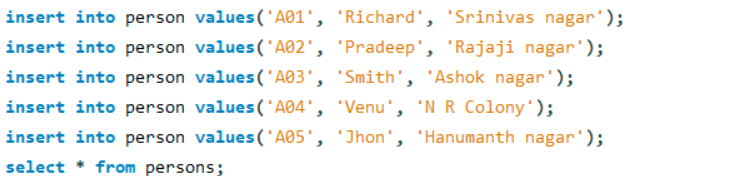 insert into person values('A01', 'Richard', 'Srinivas nagar');
insert into person values('A02', 'Pradeep', 'Rajaji nagar');
insert into person values('A03', 'Smith', 'Ashok nagar');
insert into person values('A04', 'Venu', 'N R Colony');
insert into person values('A05', 'Jhon', 'Hanumanth nagar');
select * from persons;